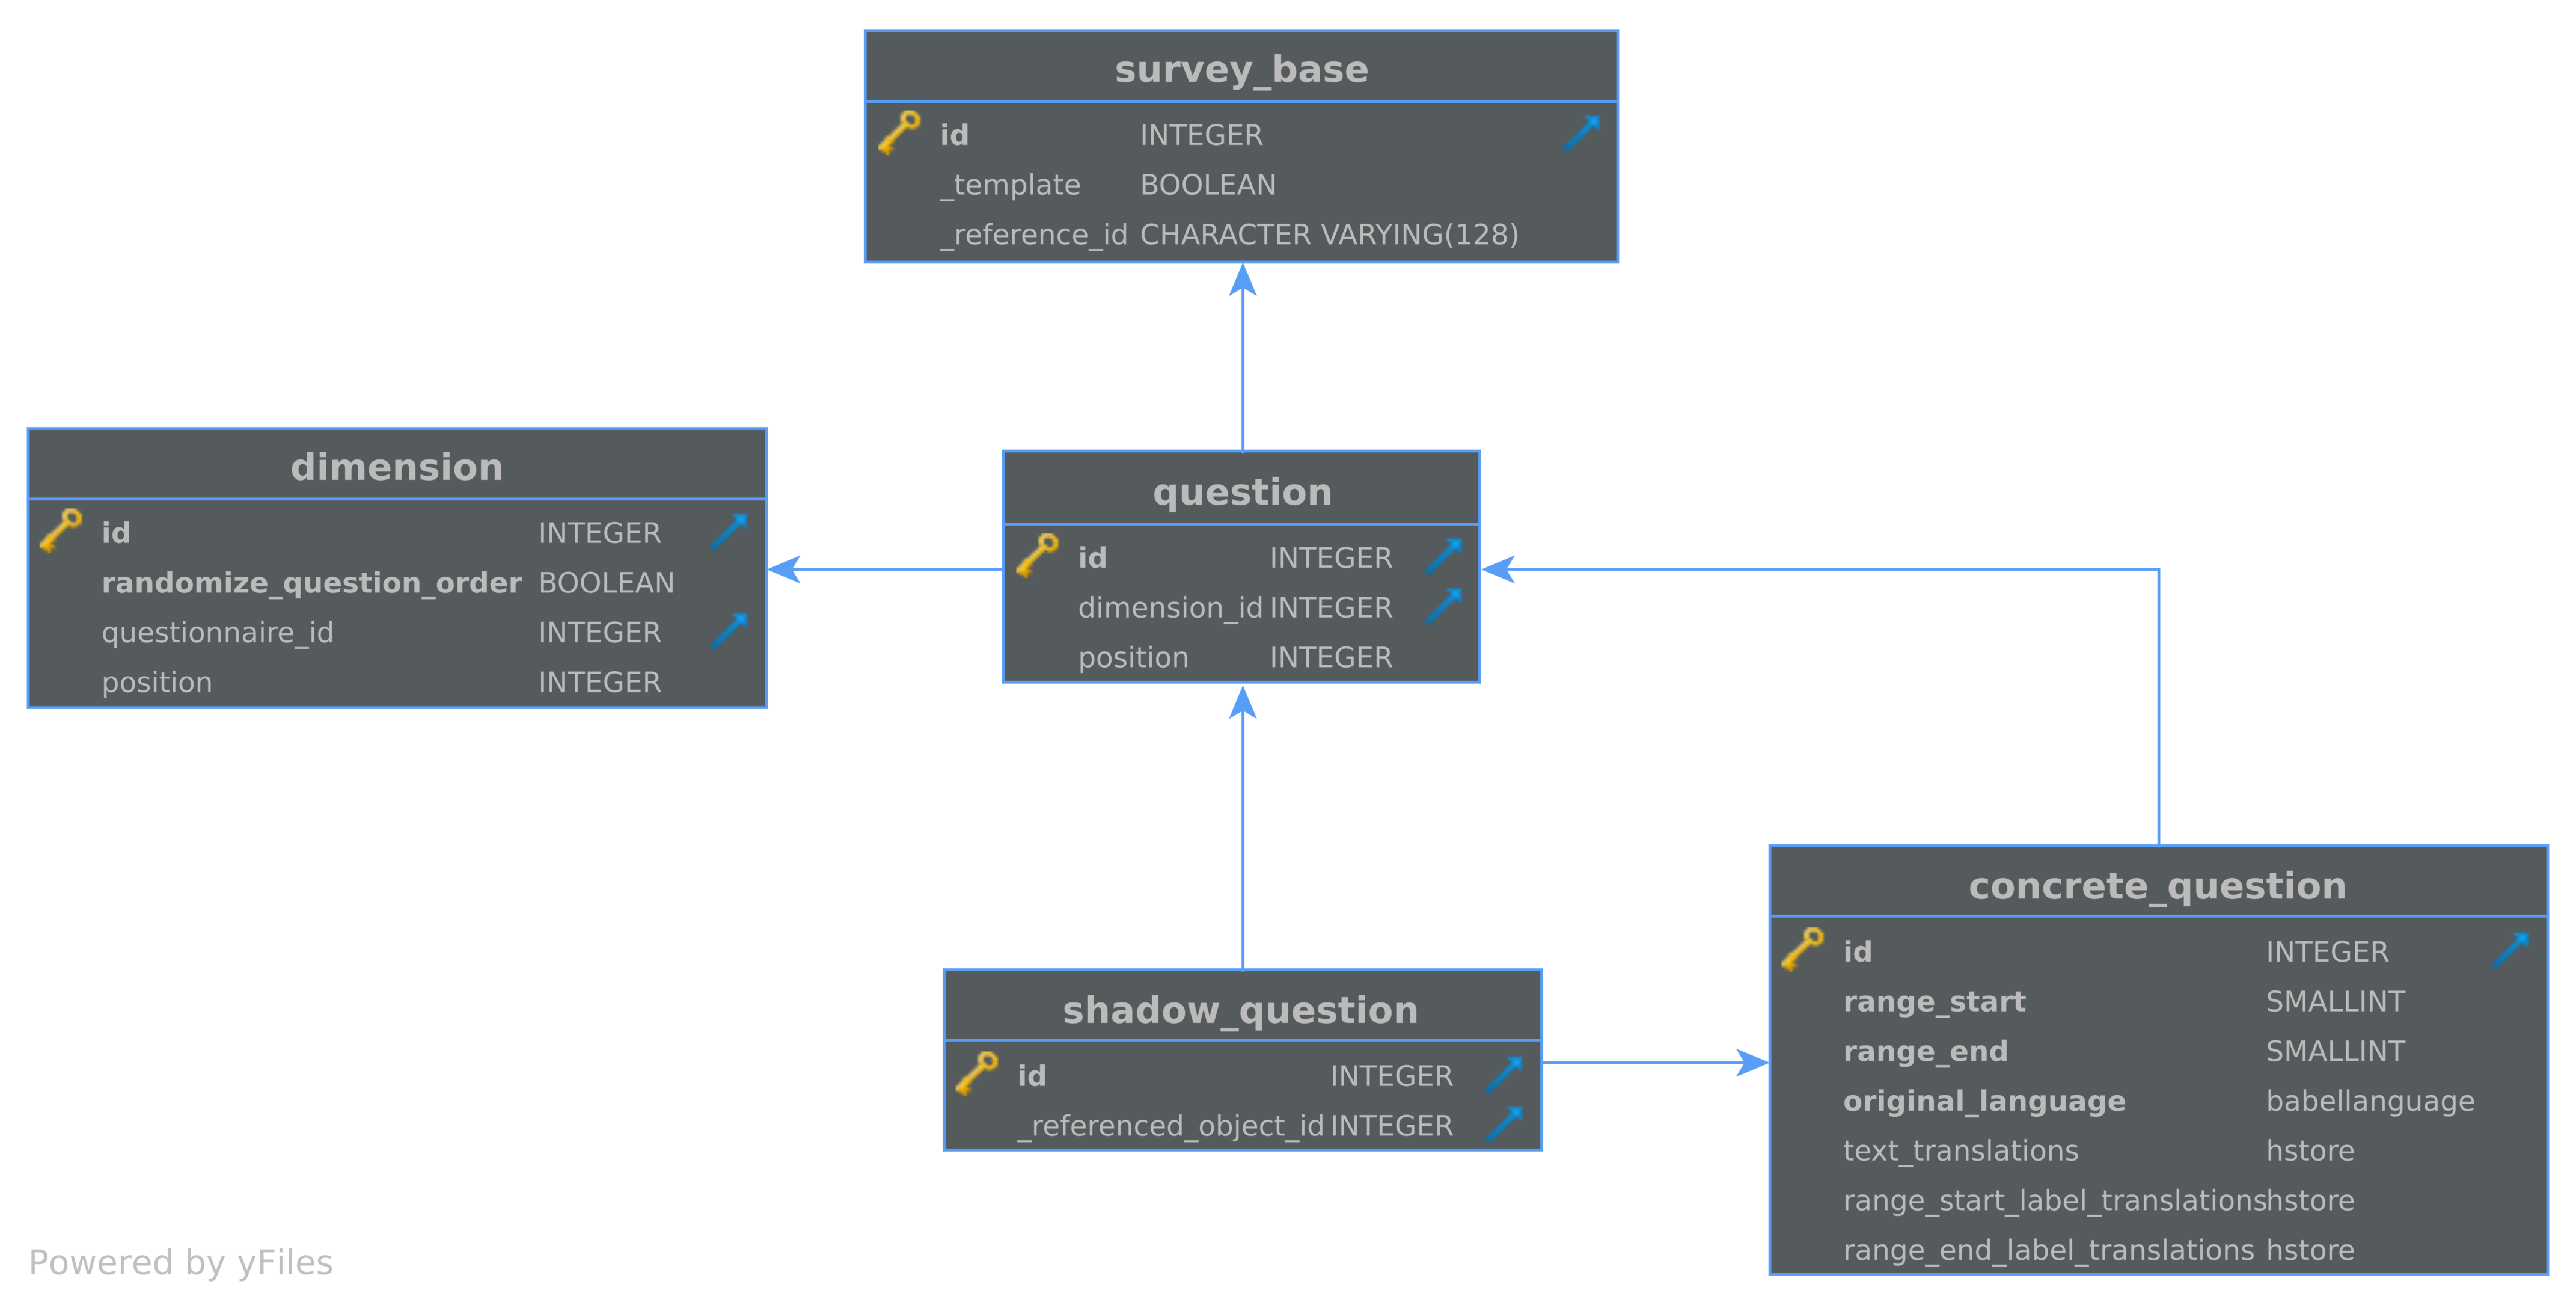 survey_base
id INTEGER
_template BOOLEAN
_reference_id CHARACTER VARYING(128)
dimension
id INTEGER
randomize_question_order BOOLEAN
questionnaire_id INTEGER
position INTEGER
question
id INTEGER
dimension_id INTEGER
position INTEGER
shadow_question
id INTEGER
_referenced_object_id INTEGER
concrete_question
id INTEGER
range_start SMALLINT
range_end SMALLINT
original_language babellanguage
text_translations hstore
range_start_label_translations hstore
range_end_label_translations hstore
Powered by yFiles